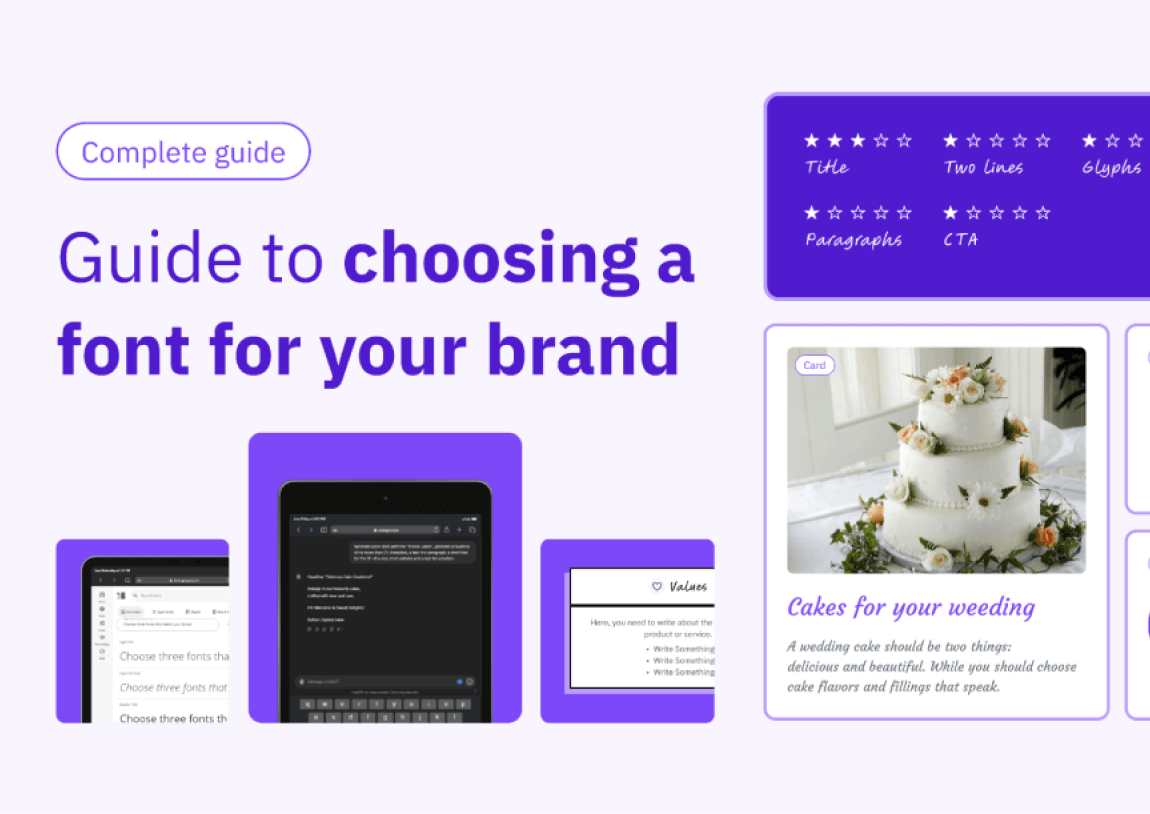 Complete guide
Guide to choosing a
font for your brand
Title
Two lines
Glyphs
Paragraphs
CTA
Card
Cakes for your weeding
A wedding cake should be two things:
delicious and beautiful. While you should choose
cake flavors and fillings that speak.
Choose three fonts tha
Choose three fonts that
Choose three fonts th
q w e r t y u i o p
a s d f g h j k l
Values
Here, you need to write about the
product or service.
• Write Something
• Write Something
• Write Something